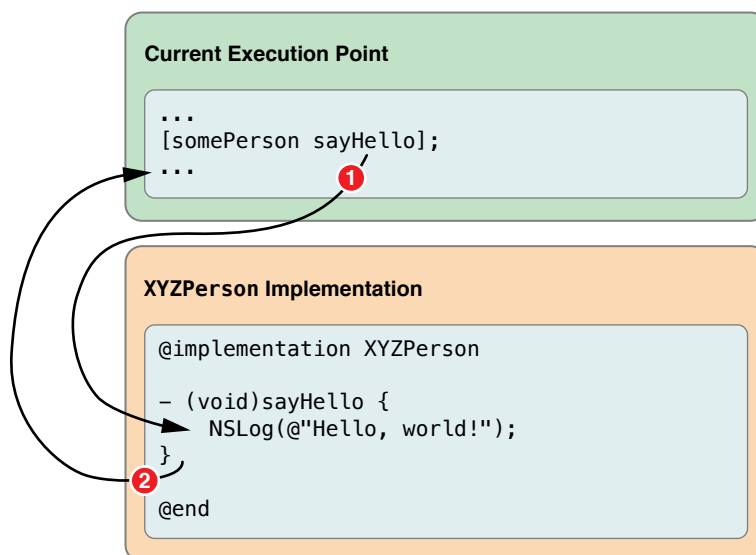 Current Execution Point
...
[somePerson sayHello];
...
1
XYZPerson Implementation
@implementation XYZPerson
– (void)sayHello {
NSLog(@"Hello, world!");
}
2
@end